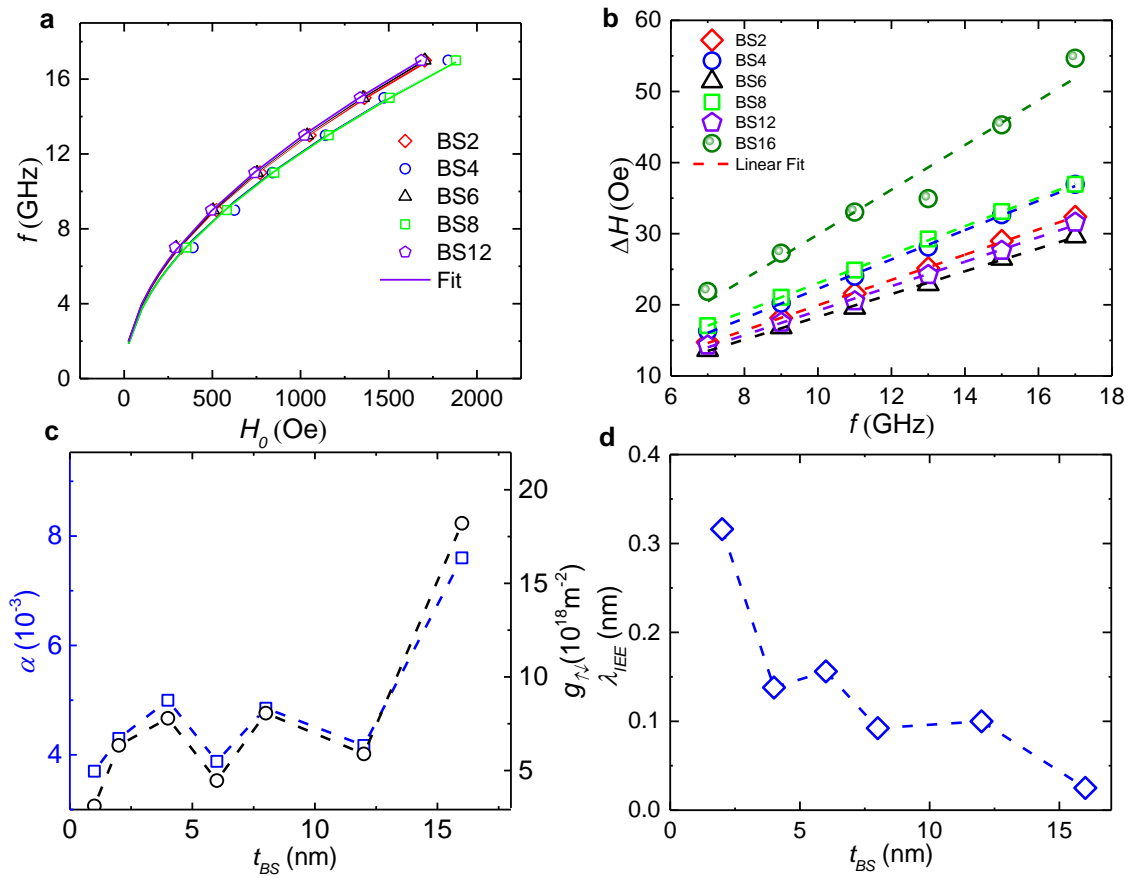 a
f (GHz)
16
12
8
4
0
BS2
BS4
BS6
BS8
BS12
Fit
0 500 1000 1500 2000
H0 (Oe)
b
ΔH (Oe)
60
50
40
30
20
10
BS2
BS4
BS6
BS8
BS12
BS16
Linear Fit
6 8 10 12 14 16 18
f (GHz)
c
α (10-3)
8
6
4
20
15
10
5
g↑↓(1018m-2)
0 5 10 15
tBS (nm)
d
λIEE (nm)
0.4
0.3
0.2
0.1
0.0
0 5 10 15
tBS (nm)